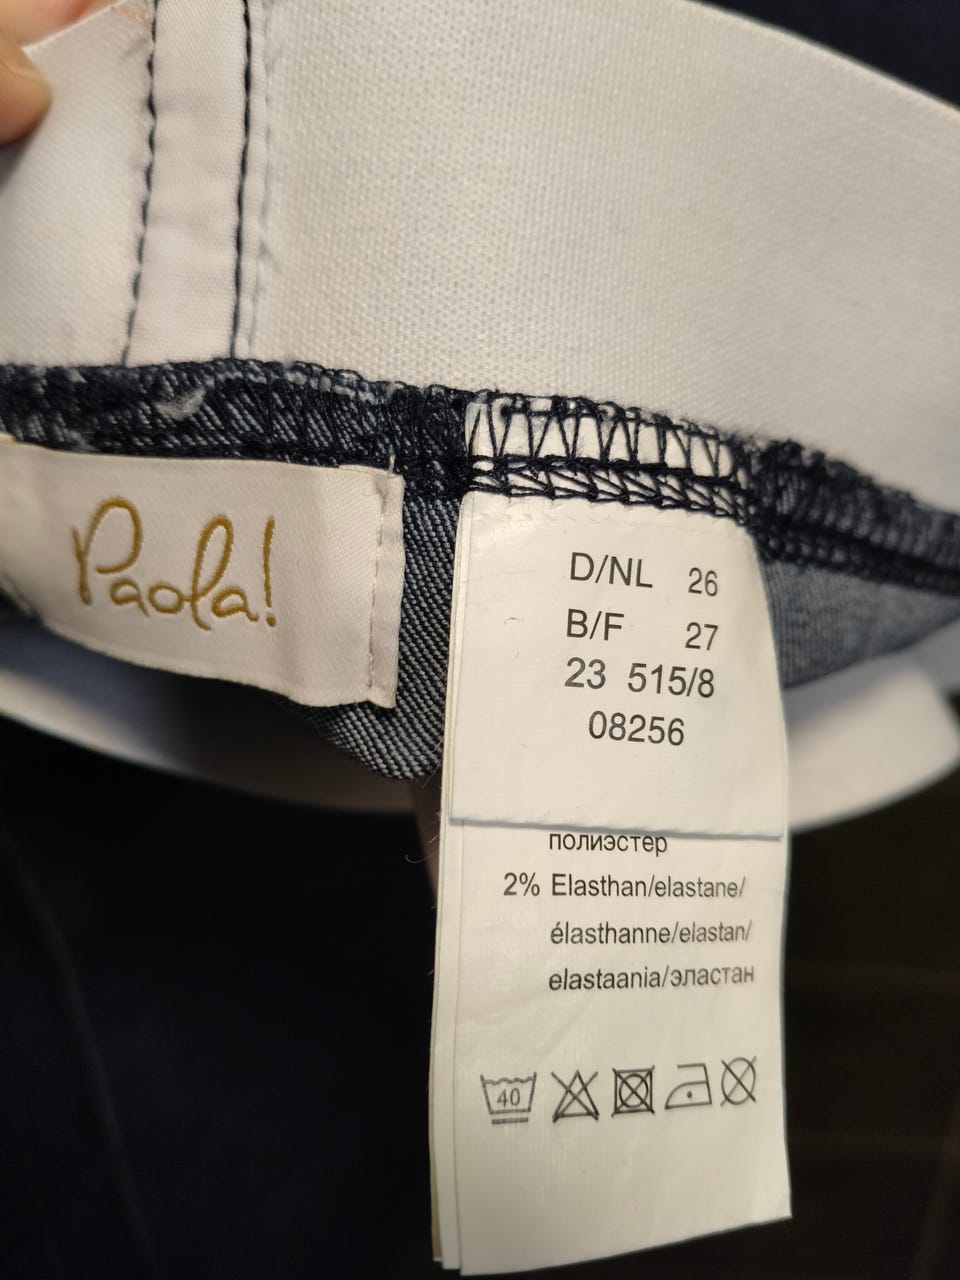 Paola!
D/NL 26
B/F 27
23 515/8
08256
полиэстер
2% Elasthan/elastane/
élasthanne/elastan/
elastaania/эластан
40